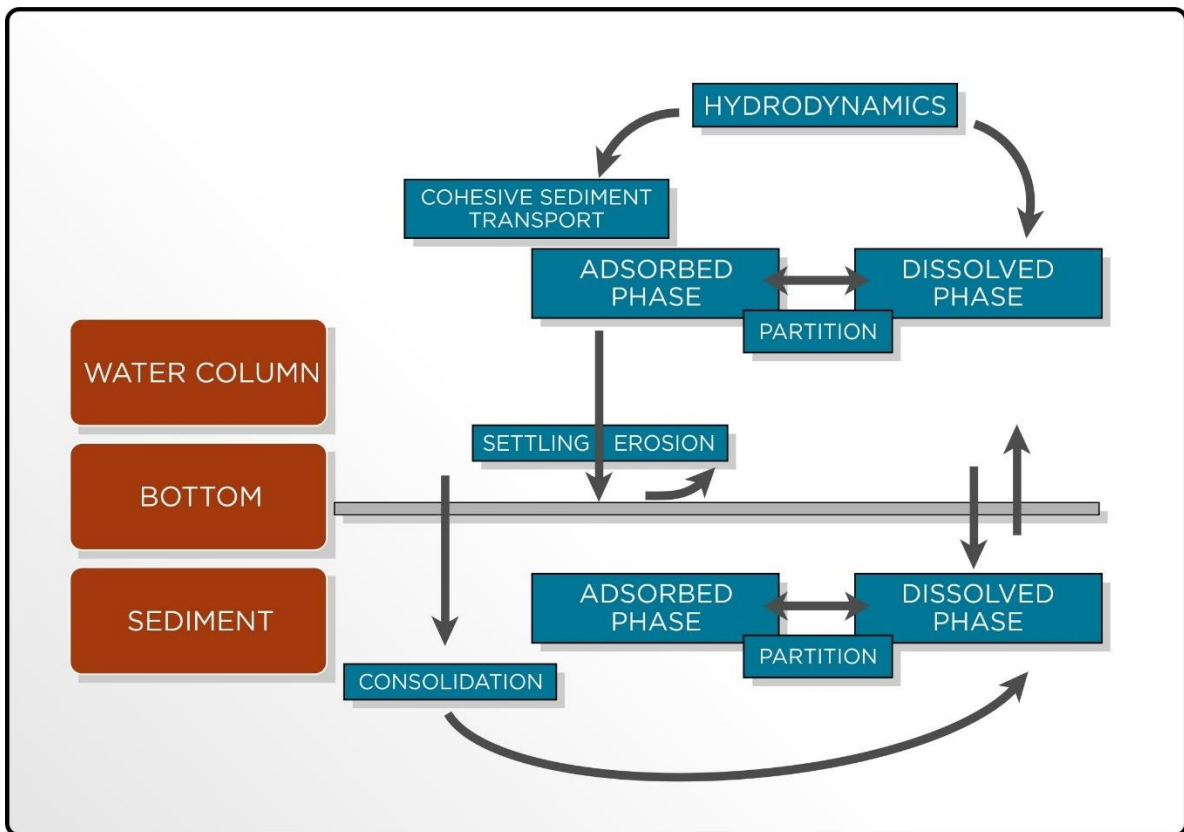 HYDRODYNAMICS
COHESIVE SEDIMENT
TRANSPORT
ADSORBED
PHASE
DISSOLVED
PHASE
PARTITION
WATER COLUMN
SETTLING EROSION
BOTTOM
SEDIMENT
ADSORBED
PHASE
DISSOLVED
PHASE
PARTITION
CONSOLIDATION